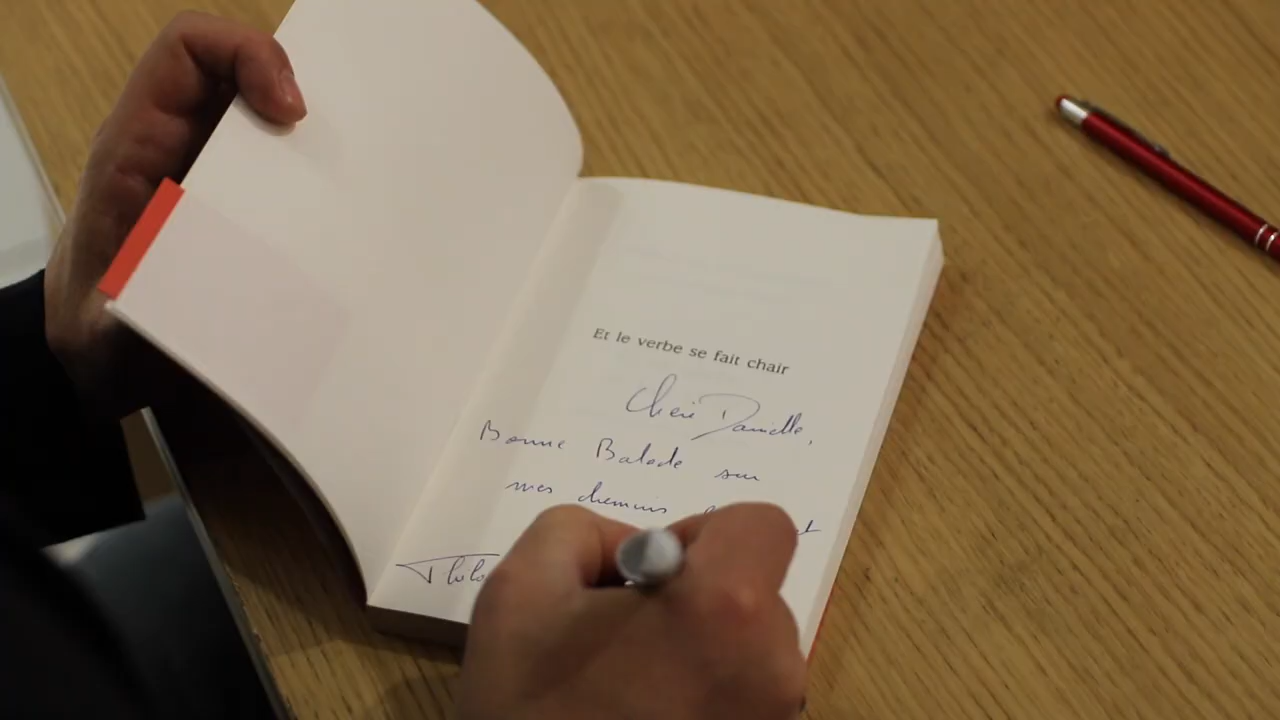 Et le verbe se fait chair
Chère Danielle,
Bonne Balade sur
mes chemins